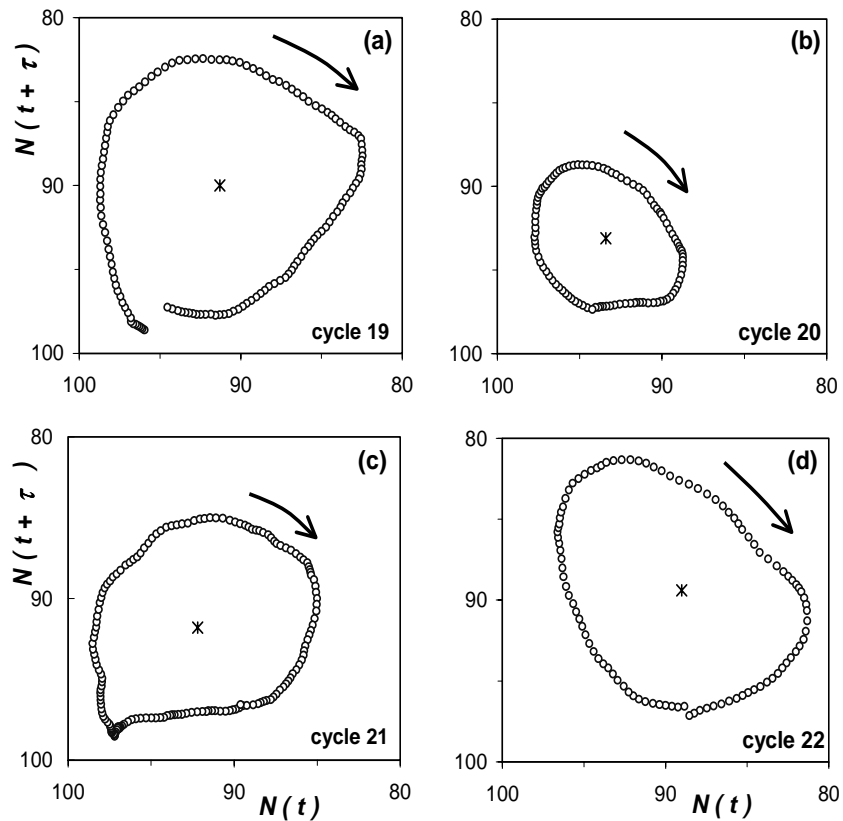 80 (a) 80 (b)
N ( t + τ )
90 90
cycle 19 cycle 20
100 100
100 90 80 100 90 80
80 (c) 80 (d)
N ( t + τ )
90 90
cycle 21 cycle 22
100 100
100 90 80 100 90 80
N ( t ) N ( t )